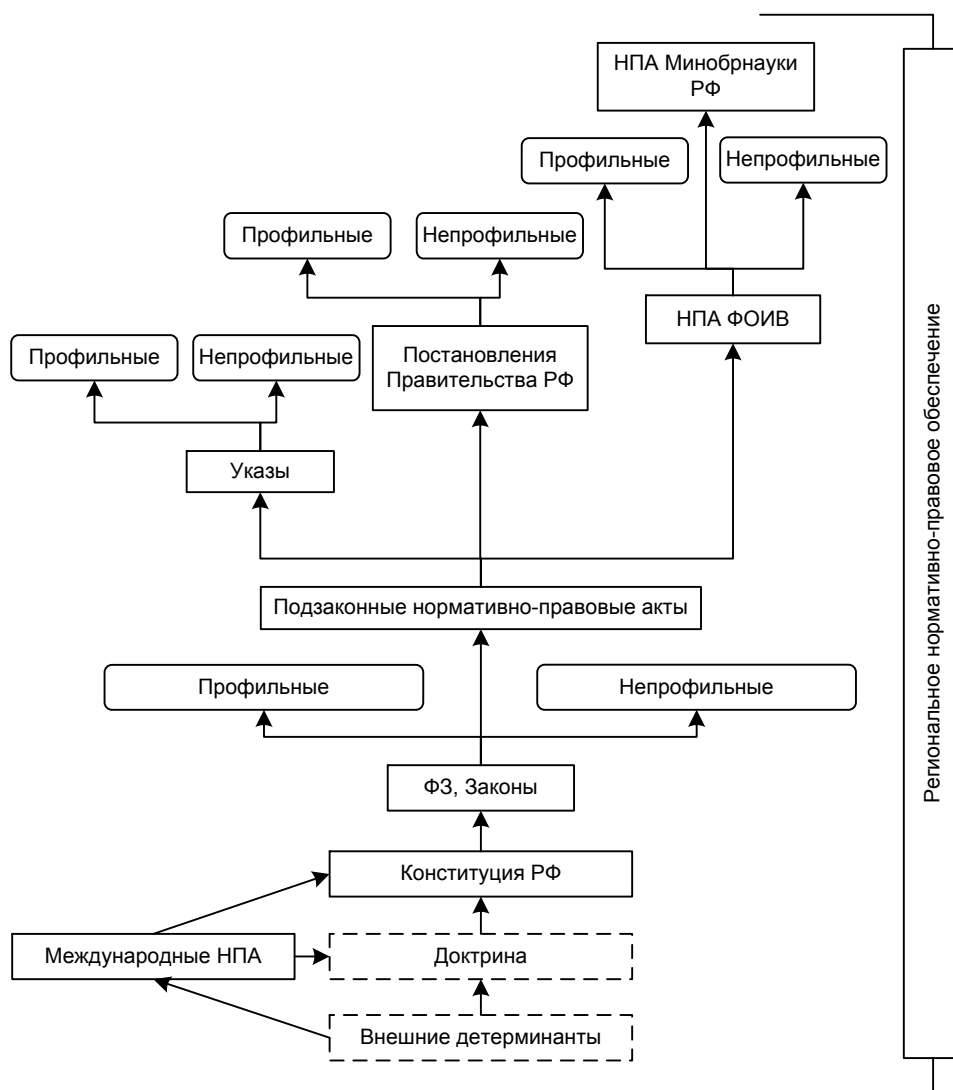 НПА Минобрнауки
РФ
Профильные
Непрофильные
Профильные
Непрофильные
НПА ФОИВ
Профильные
Непрофильные
Постановления
Правительства РФ
Указы
Подзаконные нормативно-правовые акты
Профильные
Непрофильные
ФЗ, Законы
Конституция РФ
Международные НПА
Доктрина
Внешние детерминанты
Региональное нормативно-правовое обеспечение